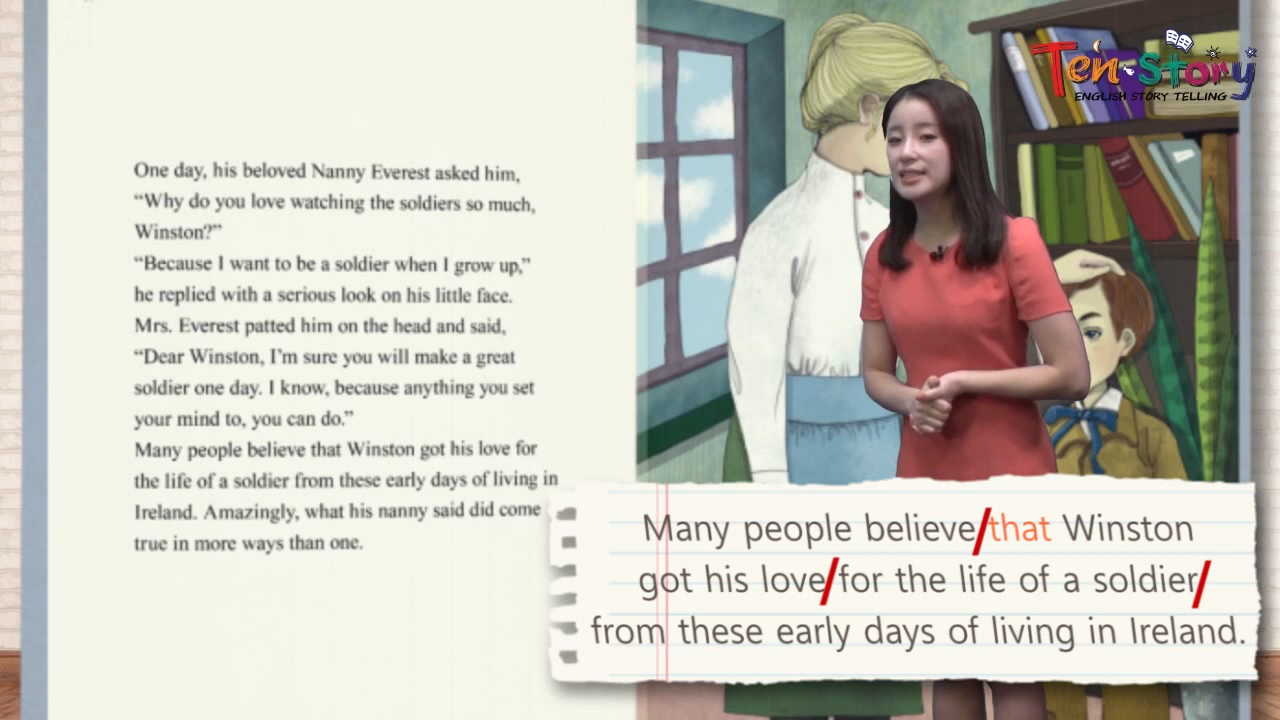 One day, his beloved Nanny Everest asked him,
“Why do you love watching the soldiers so much,
Winston?”
“Because I want to be a soldier when I grow up,”
he replied with a serious look on his little face.
Mrs. Everest patted him on the head and said,
“Dear Winston, I’m sure you will make a great
soldier one day. I know, because anything you set
your mind to, you can do.”
Many people believe that Winston got his love for
the life of a soldier from these early days of living in
Ireland. Amazingly, what his nanny said did come
true in more ways than one.
Ten Story
ENGLISH STORY TELLING
Many people believe/that Winston
got his love/for the life of a soldier/
from these early days of living in Ireland.